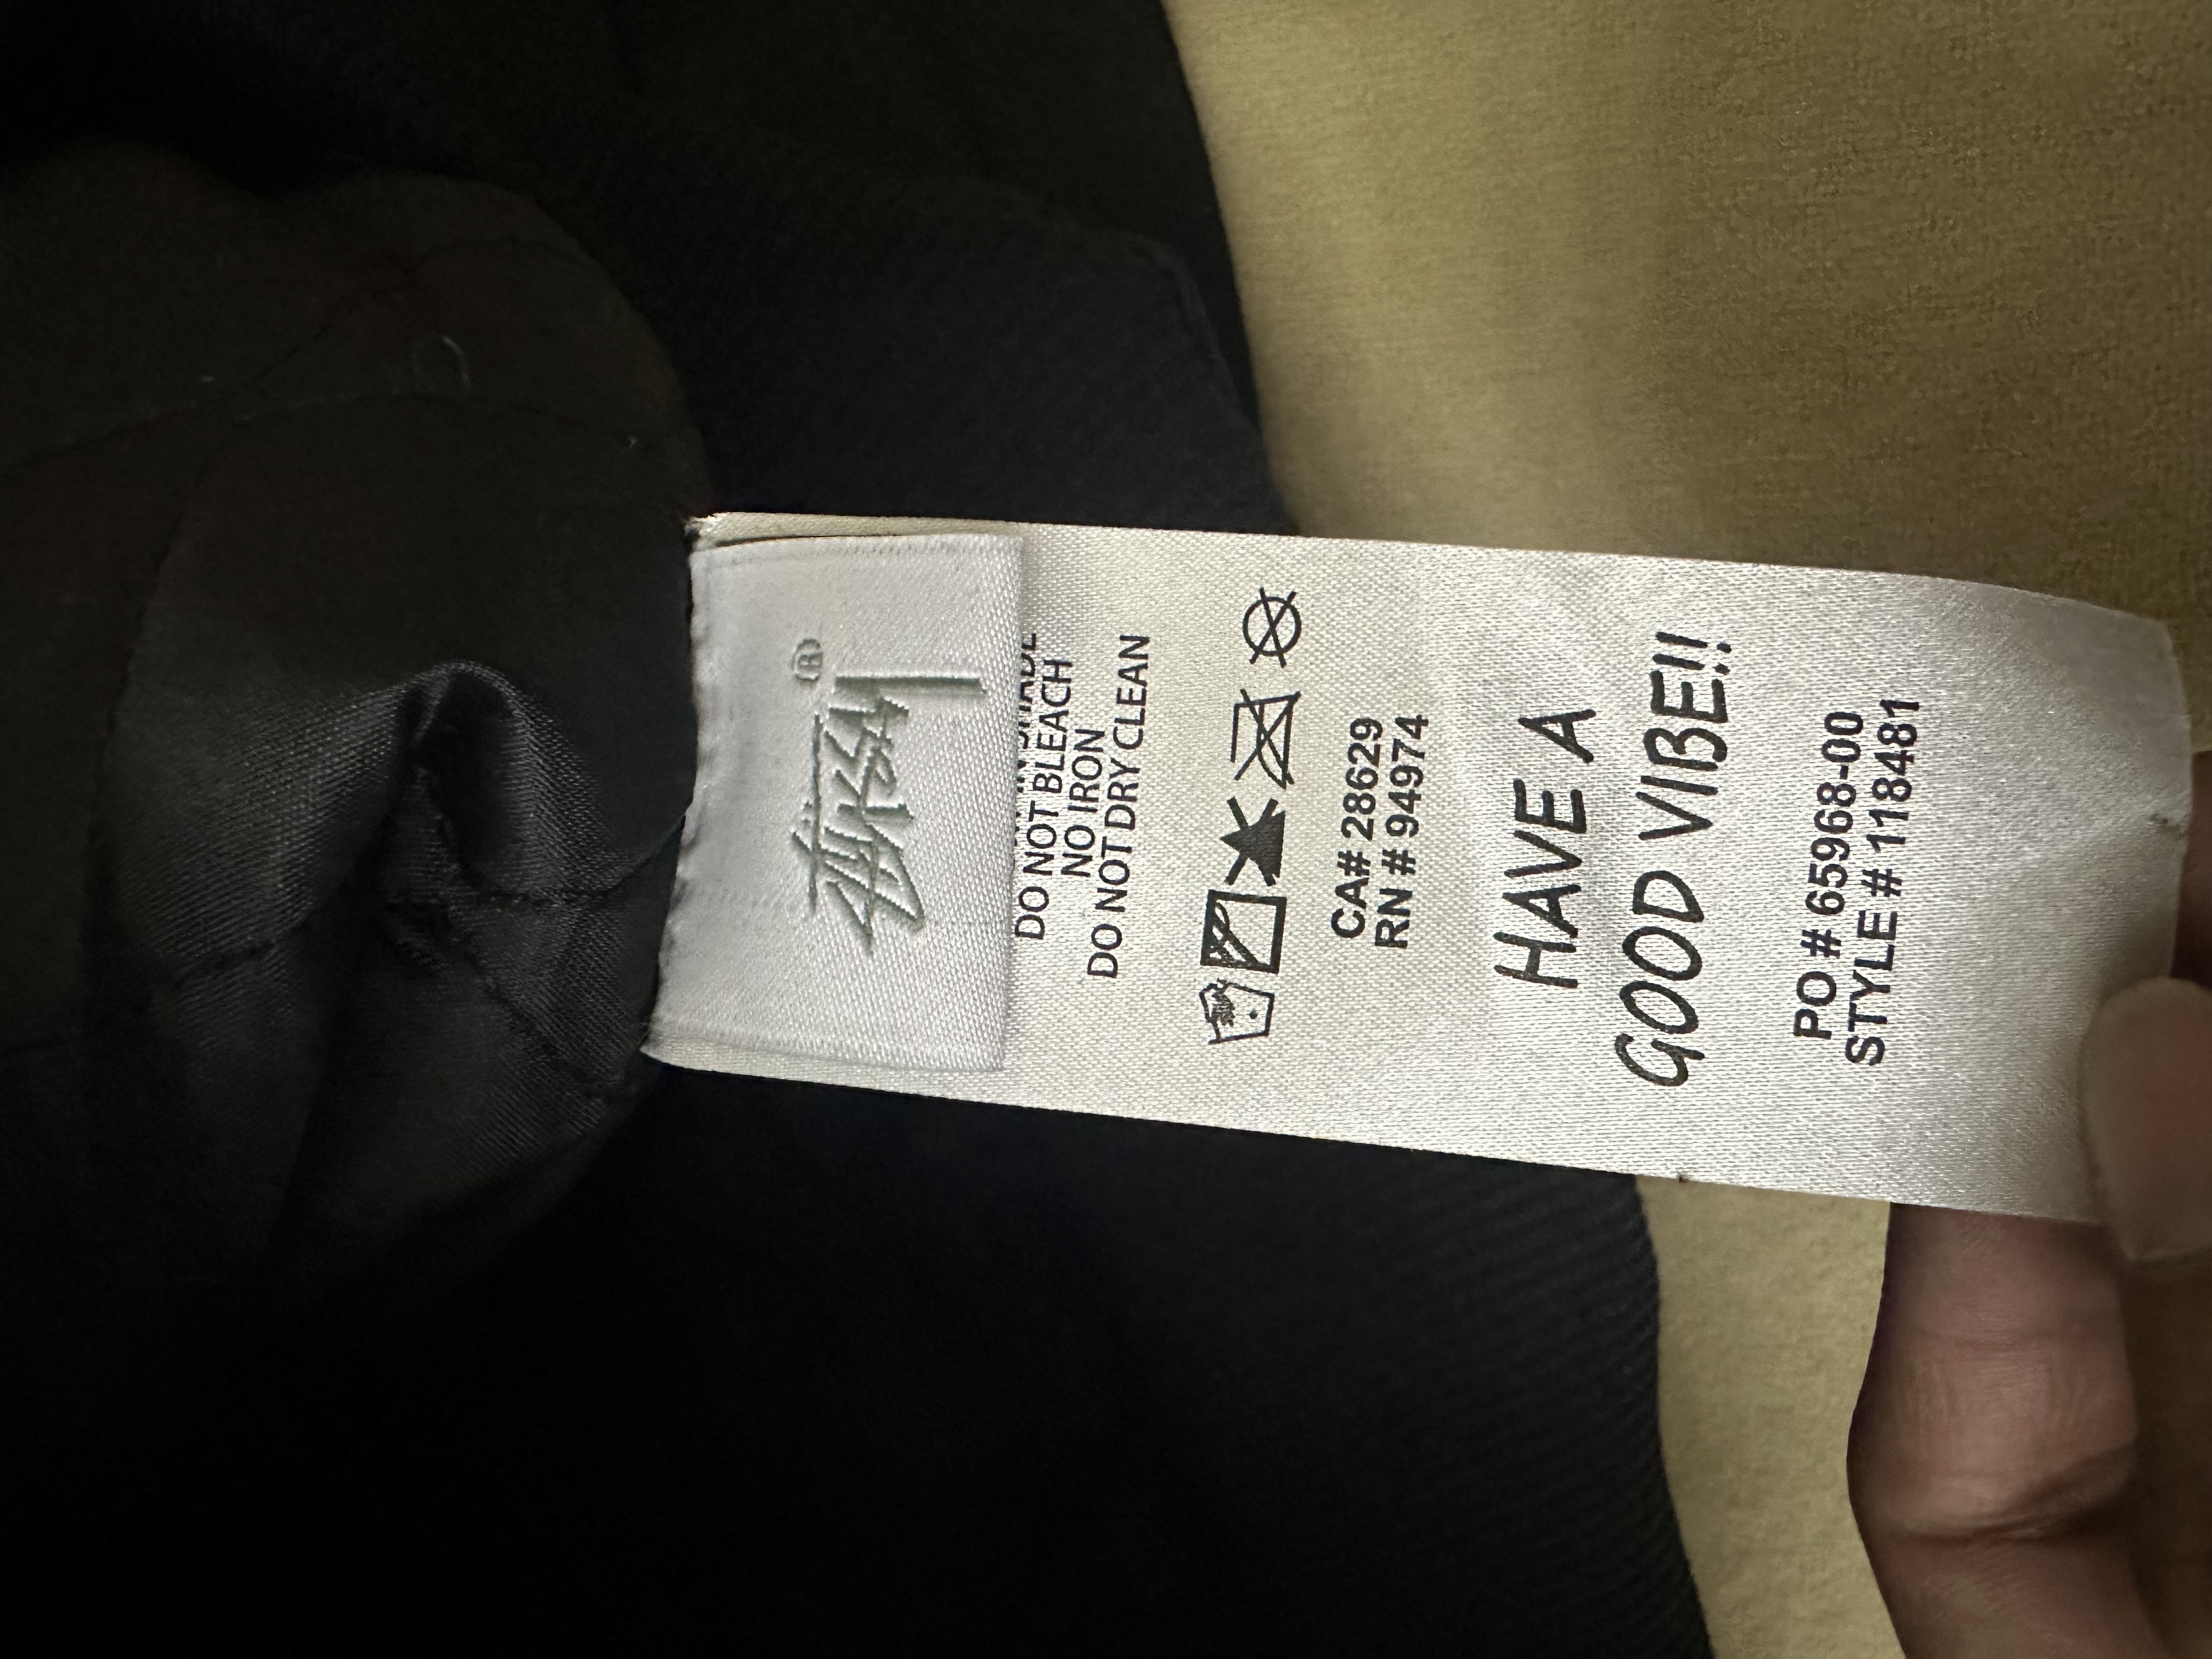 STÜSSY®
DO NOT BLEACH
NO IRON
DO NOT DRY CLEAN
CA# 28629
RN # 94974
HAVE A
GOOD VIBE!!
PO # 65968-00
STYLE # 118481